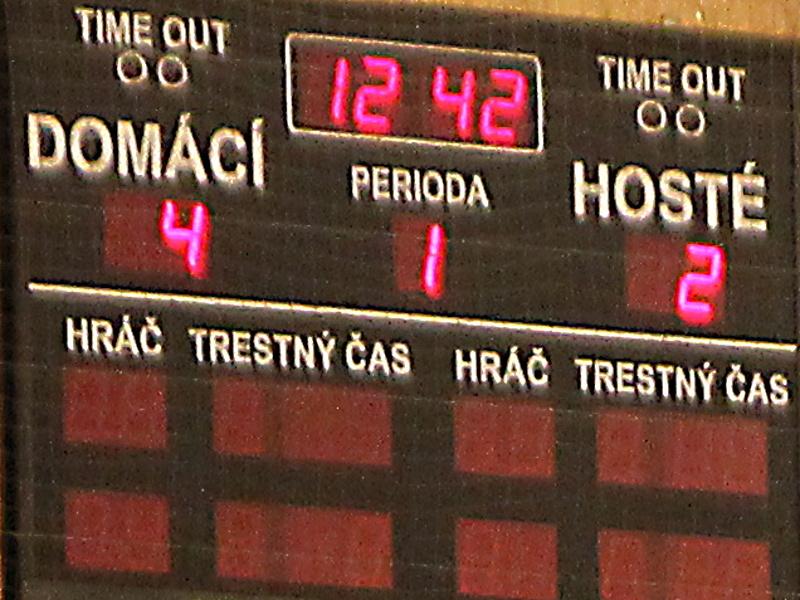 TIME OUT
12 42
TIME OUT
DOMÁCÍ
PERIODA
HOSTÉ
4
1
2
HRÁČ TRESTNÝ ČAS HRÁČ TRESTNÝ ČAS